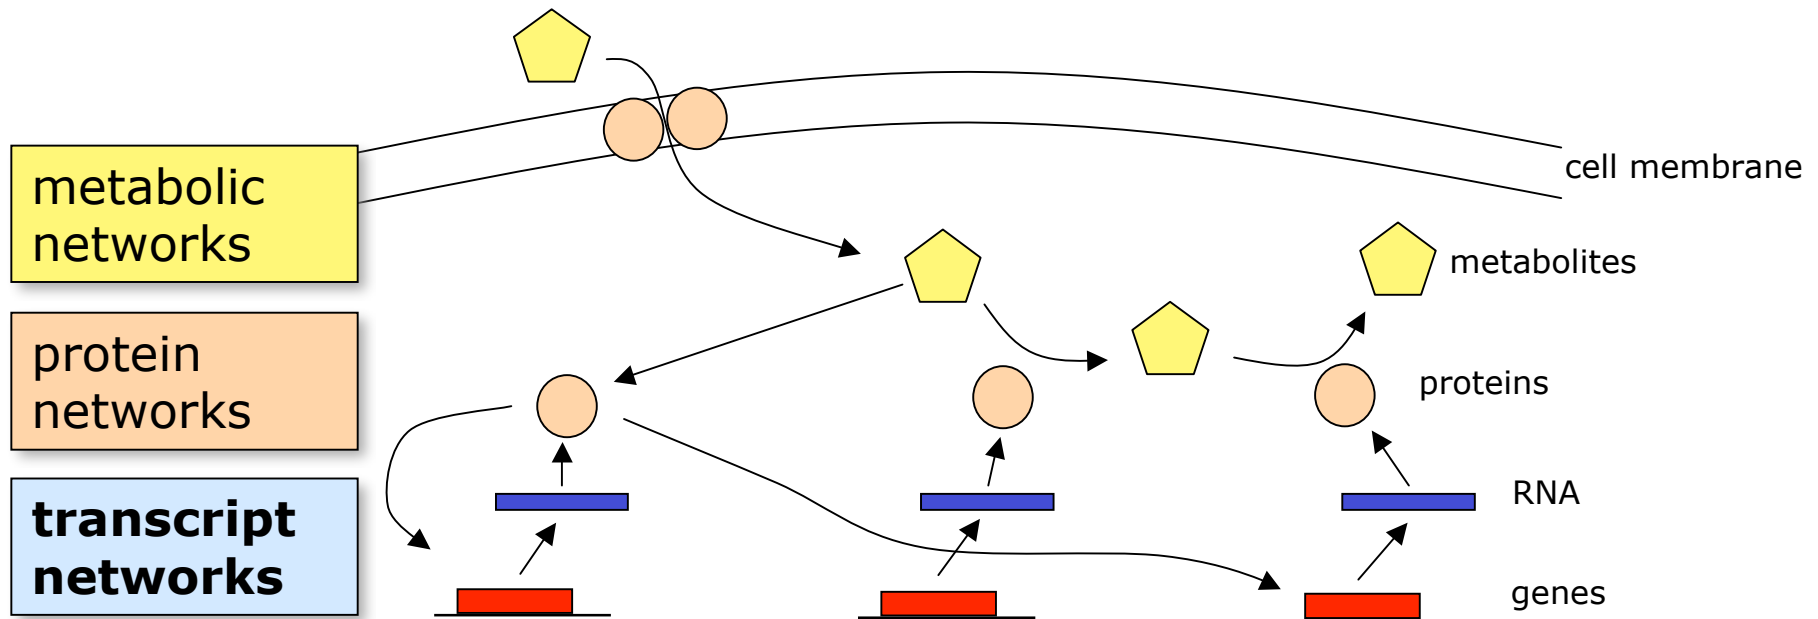 cell membrane
metabolic
networks
metabolites
protein
networks
proteins
transcript
networks
RNA
genes